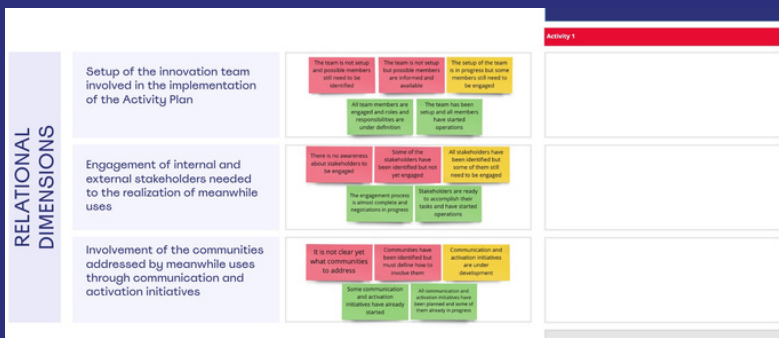 Activity 1
RELATIONAL
DIMENSIONS
Setup of the innovation team
involved in the implementation
of the Activity Plan
The team is not setup
and possible members
still need to be
identified
The team is not setup
but possible members
are informed and
available
The setup of the team
is in progress but some
members still need to
be engaged
All team members are
engaged and roles and
responsibilities are
under definition
The team has been
setup and all members
have started
operations
Engagement of internal and
external stakeholders needed
to the realization of meanwhile
uses
There is no awareness
about stakeholders to
be engaged
Some of the
stakeholders have
been identified but not
yet engaged
All stakeholders have
been identified but
some of them still
need to be engaged
The engagement process
is almost complete and
negotiations in progress
Stakeholders are ready
to accomplish their
tasks and have started
operations
Involvement of the communities
addressed by meanwhile uses
through communication and
activation initiatives
It is not clear yet
what communities
to address
Communities have
been identified but
must define how to
involve them
Communication and
activation initiatives
are under
development
Some communication
and activation
initiatives have already
started
All communication and
activation initiatives have
been planned and some of
them already in progress